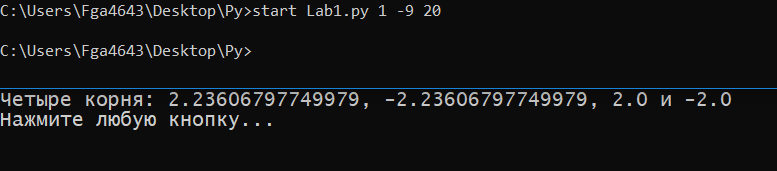 C:\Users\Fga4643\Desktop\Py>start Lab1.py 1 -9 20
C:\Users\Fga4643\Desktop\Py>
Четыре корня: 2.23606797749979, -2.23606797749979, 2.0 и -2.0
Нажмите любую кнопку...